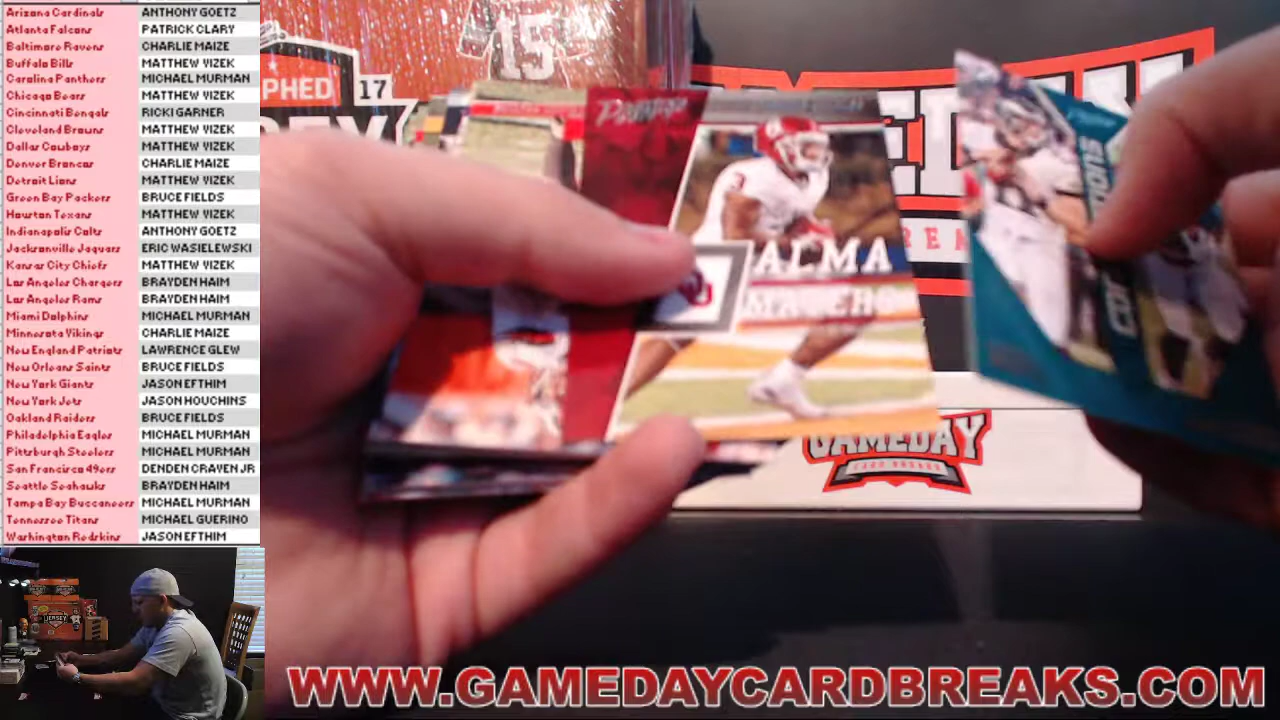 Arizona Cardinals ANTHONY GOETZ
Atlanta Falcons PATRICK CLARY
Baltimore Ravens CHARLIE MAIZE
Buffalo Bills MATTHEW VIZEK
Carolina Panthers MICHAEL MURMAN
Chicago Bears MATTHEW VIZEK
Cincinnati Bengals RICKI GARNER
Cleveland Browns MATTHEW VIZEK
Dallas Cowboys MATTHEW VIZEK
Denver Broncos CHARLIE MAIZE
Detroit Lions MATTHEW VIZEK
Green Bay Packers BRUCE FIELDS
Houston Texans MATTHEW VIZEK
Indianapolis Colts ANTHONY GOETZ
Jacksonville Jaguars ERIC WASIELEWSKI
Kansas City Chiefs MATTHEW VIZEK
Los Angeles Chargers BRAYDEN HAIM
Los Angeles Rams BRAYDEN HAIM
Miami Dolphins MICHAEL MURMAN
Minnesota Vikings CHARLIE MAIZE
New England Patriots LAWRENCE GLEW
New Orleans Saints BRUCE FIELDS
New York Giants JASON EFTHIM
New York Jets JASON HOUCHINS
Oakland Raiders BRUCE FIELDS
Philadelphia Eagles MICHAEL MURMAN
Pittsburgh Steelers MICHAEL MURMAN
San Francisco 49ers DENDEN CRAVEN JR
Seattle Seahawks BRAYDEN HAIM
Tampa Bay Buccaneers MICHAEL MURMAN
Tennessee Titans MICHAEL GUERINO
Washington Redskins JASON EFTHIM
PHED 17
15
Prestige
3
ALMA
GAMEDAY
CARD BREAKS
JERSEY
WWW.GAMEDAYCARDBREAKS.COM